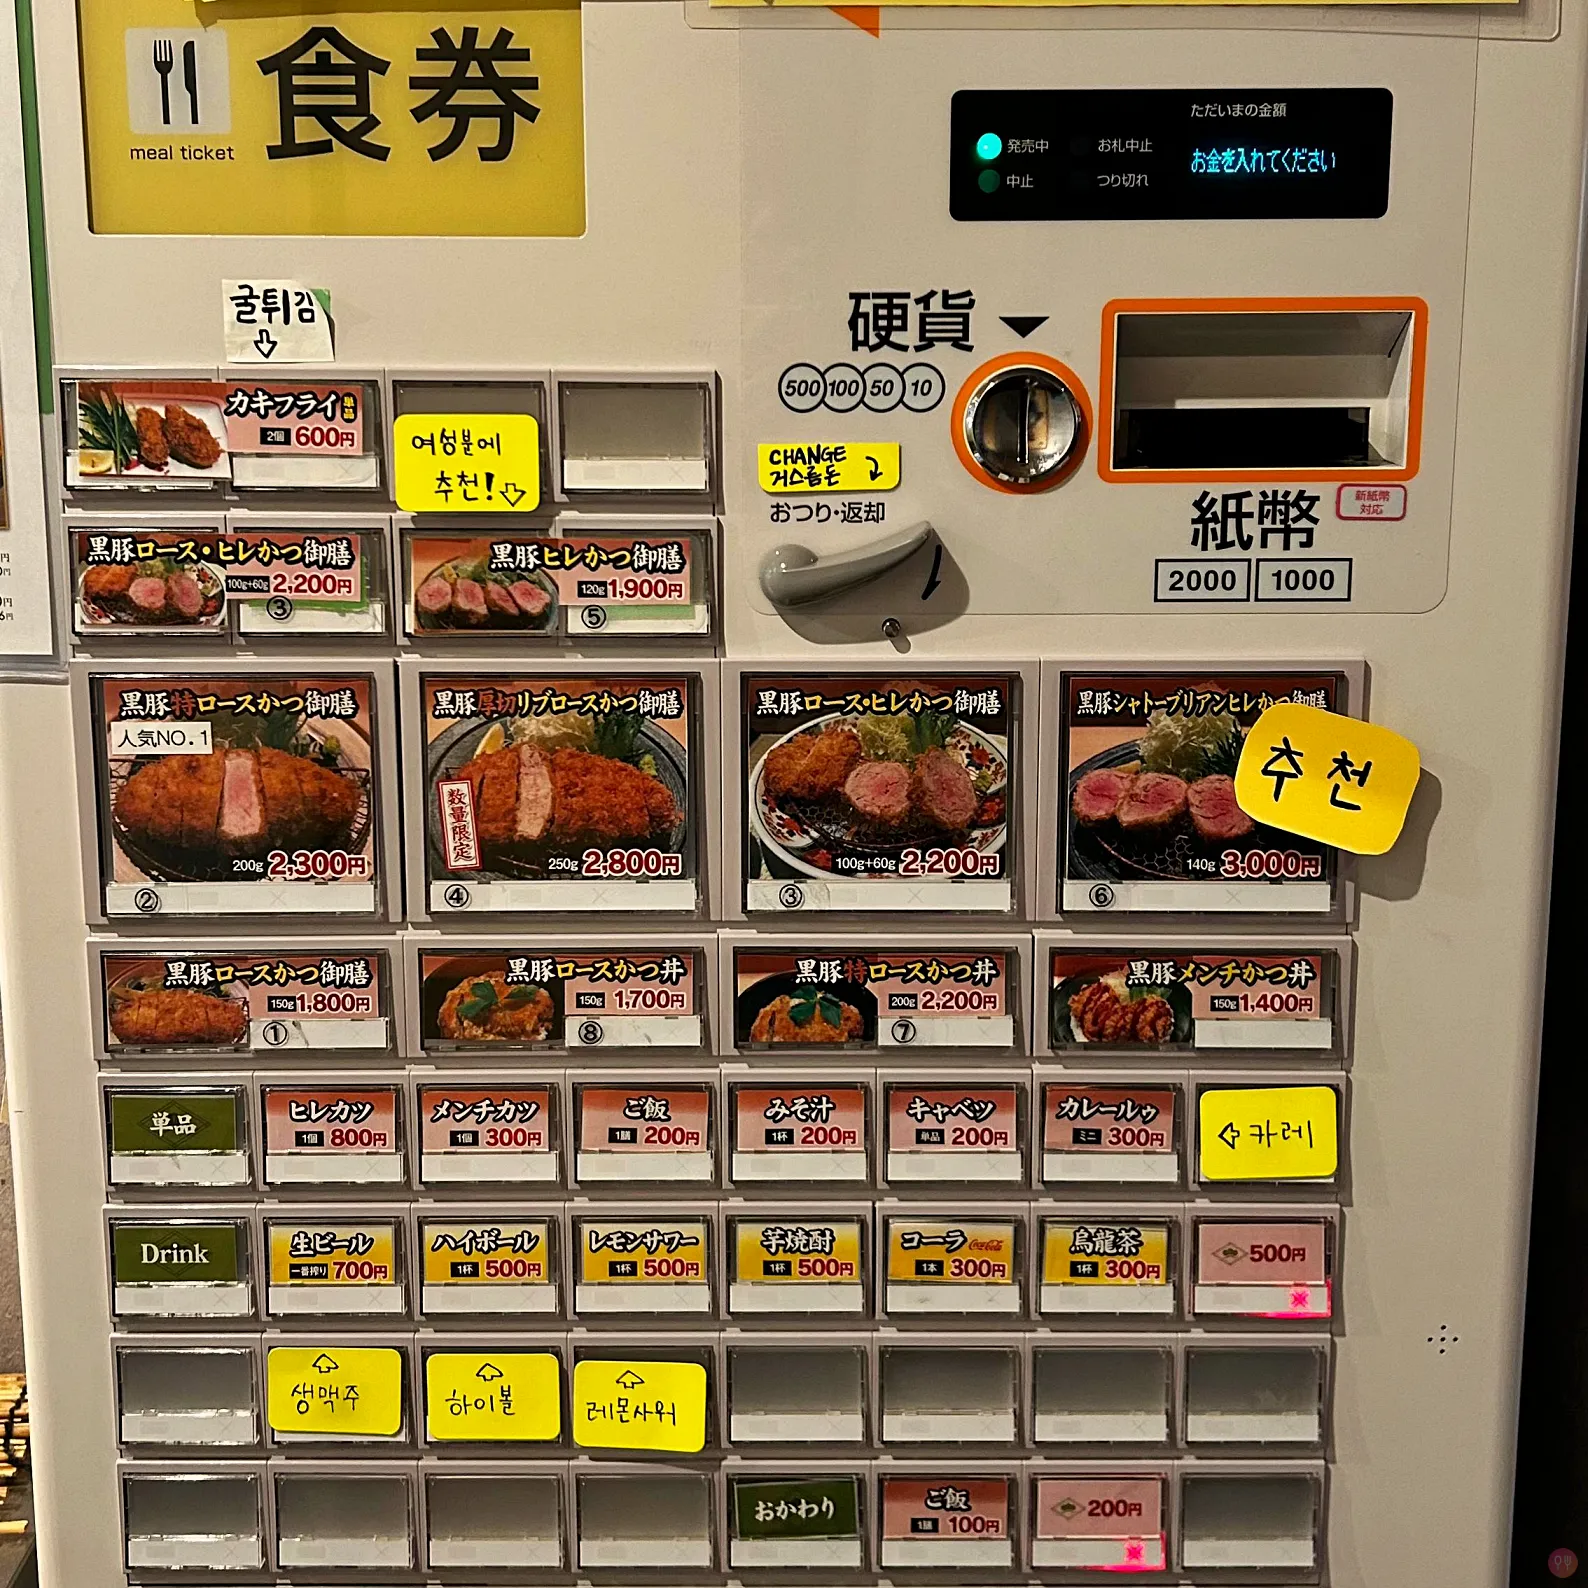 食券
meal ticket
ただいまの金額
発売中 お札中止
お金を入れてください
中止 つり切れ
굴튀김
硬貨
500 100 50 10
CHANGE
거스름돈
おつり・返却
紙幣
新紙幣
対応
2000 1000
カキフライ 単品
2個 600円
여성분에
추천!
黒豚ロース・ヒレかつ御膳
100g+60g 2,200円
③
黒豚ヒレかつ御膳
120g 1,900円
⑤
黒豚特ロースかつ御膳
人気NO.1
200g 2,300円
②
黒豚厚切リブロースかつ御膳
数量限定
250g 2,800円
④
黒豚ロース・ヒレかつ御膳
100g+60g 2,200円
③
黒豚シャトーブリアンヒレかつ御膳
추천
140g 3,000円
⑥
黒豚ロースかつ御膳
150g 1,800円
①
黒豚ロースかつ丼
150g 1,700円
⑧
黒豚特ロースかつ丼
200g 2,200円
⑦
黒豚メンチかつ丼
150g 1,400円
単品
ヒレカツ
1個 800円
メンチカツ
1個 300円
ご飯
1膳 200円
みそ汁
1杯 200円
キャベツ
単品 200円
カレールゥ
ミニ 300円
카레
Drink
生ビール
一番搾り 700円
ハイボール
1杯 500円
レモンサワー
1杯 500円
芋焼酎
1杯 500円
コーラ Coca-Cola
1本 300円
烏龍茶
1杯 300円
500円
생맥주
하이볼
레몬사워
おかわり
ご飯
1膳 100円
200円